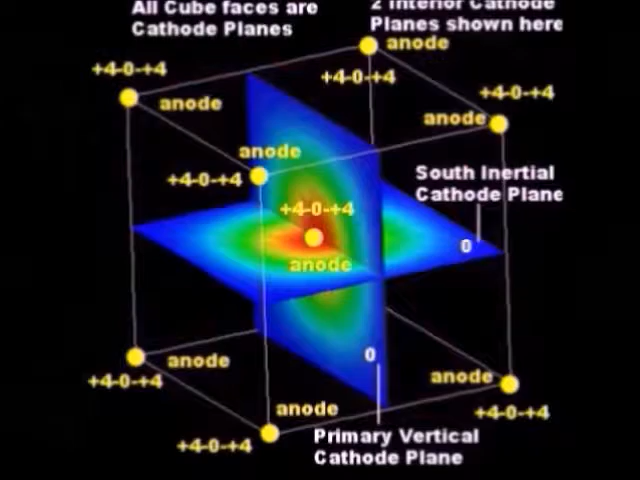 All Cube faces are
Cathode Planes
2 Interior Cathode
Planes shown here
anode
+4-0-+4
+4-0-+4
+4-0-+4
anode
anode
anode
+4-0-+4
South Inertial
Cathode Plane
+4-0-+4
0
anode
0
anode
anode
+4-0-+4
anode
+4-0-+4
+4-0-+4
Primary Vertical
Cathode Plane